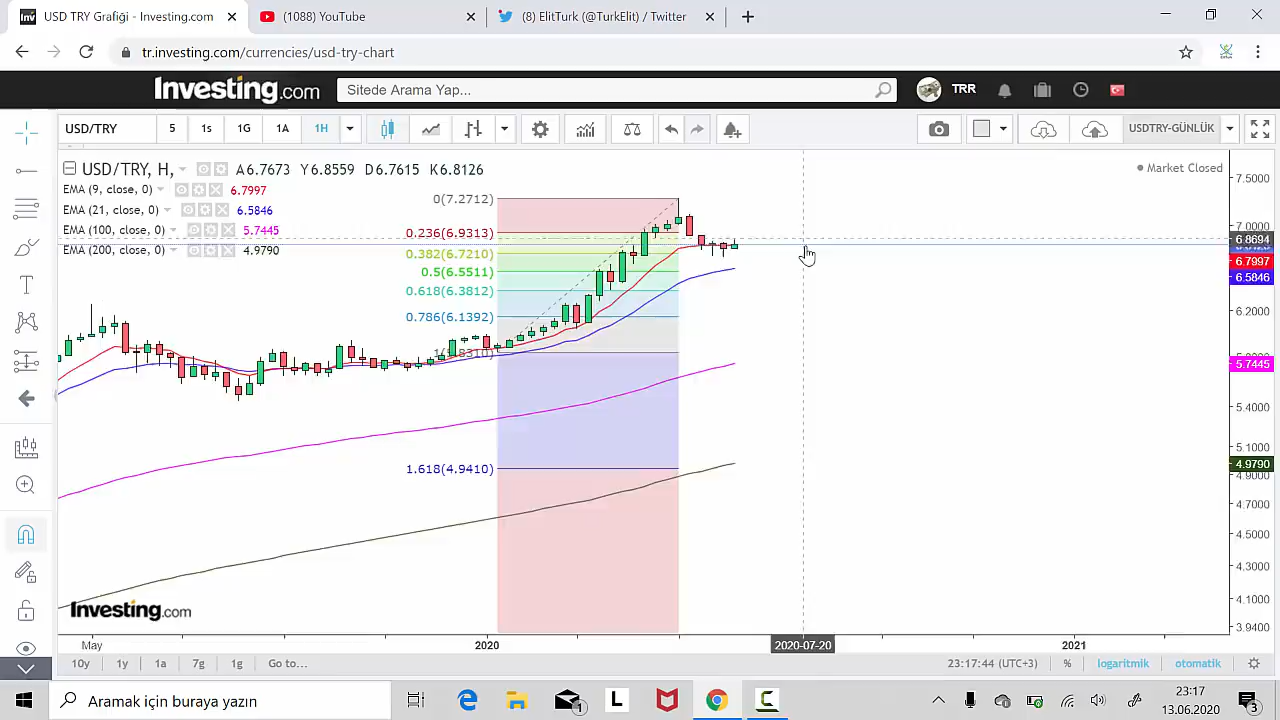 USD TRY Grafiği - Investing.com
(1088) YouTube
(8) ElitTurk (@TurkElit) / Twitter
tr.investing.com/currencies/usd-try-chart
Investing.com
Sitede Arama Yap...
TRR
USD/TRY
5
1s
1G
1A
1H
USDTRY-GÜNLÜK
USD/TRY, H,
A6.7673 Y6.8559 D6.7615 K6.8126
Market Closed
EMA (9, close, 0)
6.7997
EMA (21, close, 0)
6.5846
EMA (100, close, 0)
5.7445
EMA (200, close, 0)
4.9790
0(7.2712)
0.236(6.9313)
0.382(6.7210)
0.5(6.5511)
0.618(6.3812)
0.786(6.1392)
1.618(4.9410)
7.5000
7.0000
6.8694
6.7997
6.5846
6.2000
5.7445
5.4000
5.1000
4.9790
4.9000
4.7000
4.5000
4.3000
4.1000
3.9400
Investing.com
May
2020
2020-07-20
2021
10y
1y
1a
7g
1g
Go to...
23:17:44 (UTC+3)
%
logaritmik
otomatik
Aramak için buraya yazın
1
L
23:17
13.06.2020
3